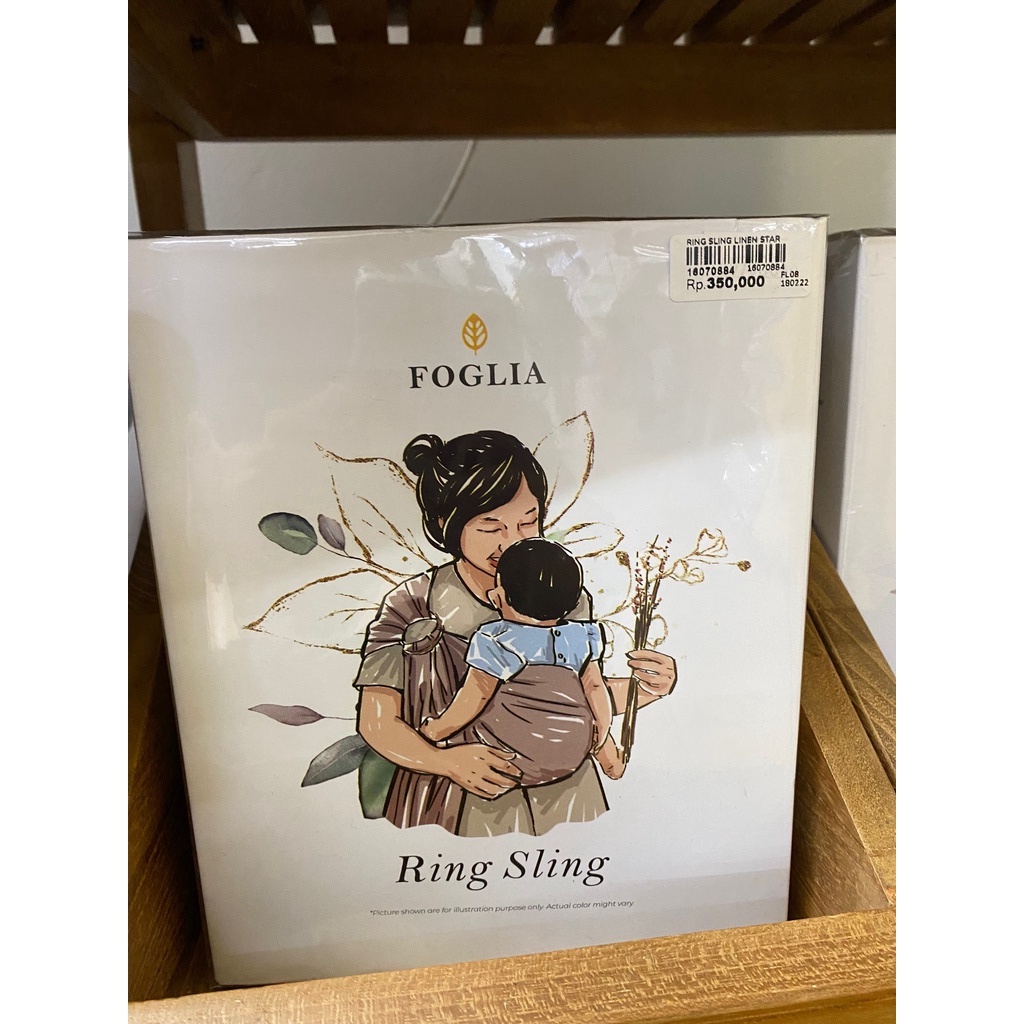 RING SLING LINEN STAR
16070884 16070884
Rp.350,000 FL08
180222
FOGLIA
Ring Sling
*Picture shown are for illustration purpose only. Actual color might vary.